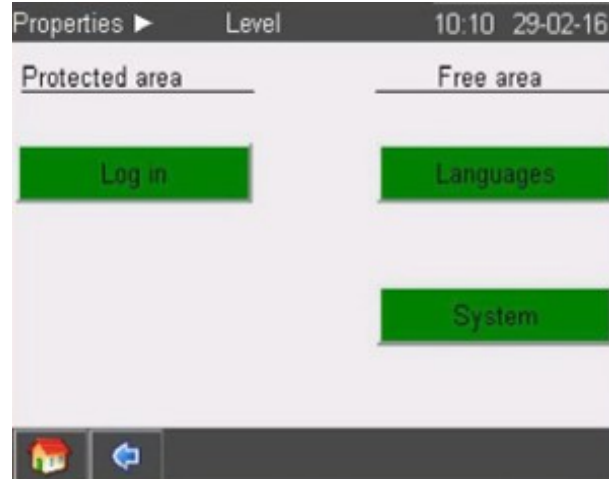 Properties ► Level 10:10 29-02-16
Protected area Free area
Log in Languages
System